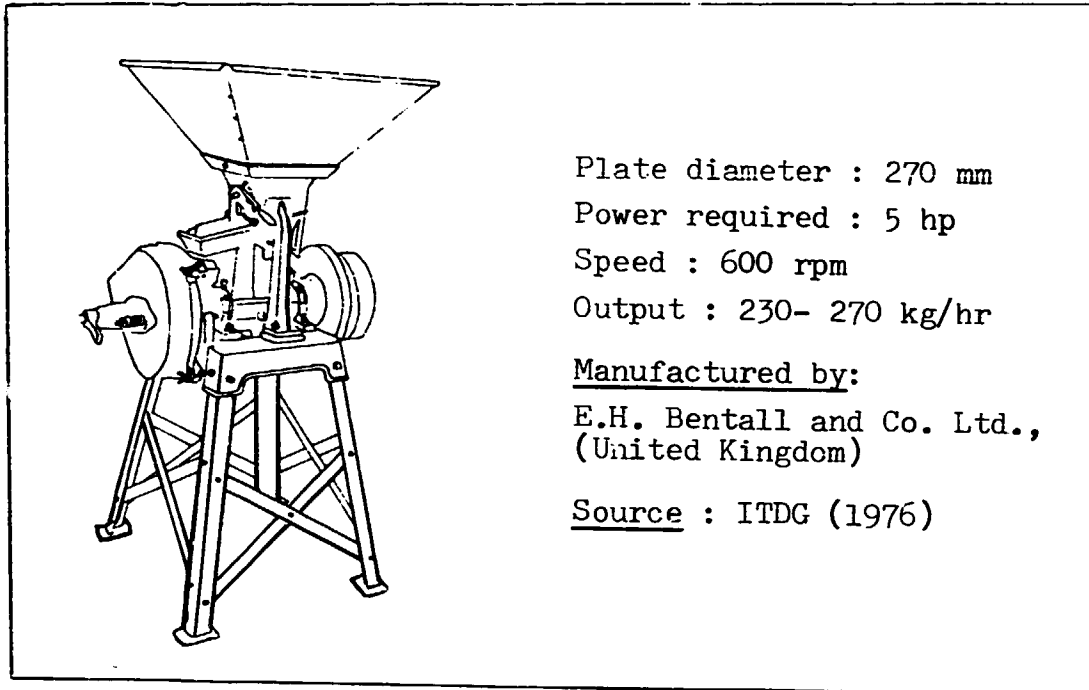 Plate diameter : 270 mm
Power required : 5 hp
Speed : 600 rpm
Output : 230- 270 kg/hr
Manufactured by:
E.H. Bentall and Co. Ltd.,
(United Kingdom)
Source : ITDG (1976)